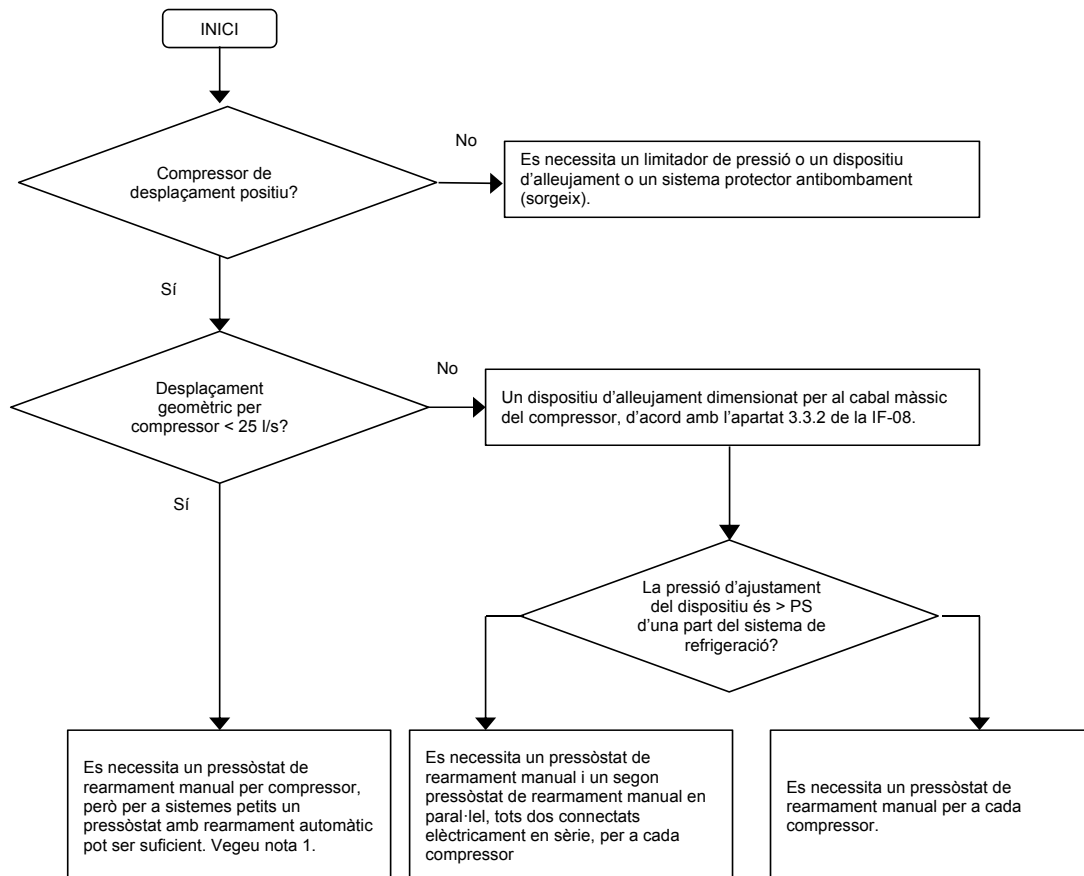 INICI
Compressor de
desplaçament positiu?
No
Es necessita un limitador de pressió o un dispositiu
d’alleujament o un sistema protector antibombament
(sorgeix).
Sí
Desplaçament
geomètric per
compressor < 25 l/s?
No
Un dispositiu d’alleujament dimensionat per al cabal màssic
del compressor, d’acord amb l’apartat 3.3.2 de la IF-08.
Sí
La pressió d’ajustament
del dispositiu és > PS
d’una part del sistema de
refrigeració?
Es necessita un pressòstat de
rearmament manual per compressor,
però per a sistemes petits un
pressòstat amb rearmament automàtic
pot ser suficient. Vegeu nota 1.
Es necessita un pressòstat de
rearmament manual i un segon
pressòstat de rearmament manual en
paral·lel, tots dos connectats
elèctricament en sèrie, per a cada
compressor
Es necessita un pressòstat de
rearmament manual per a cada
compressor.